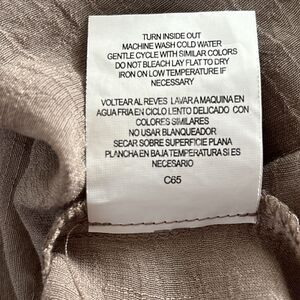 TURN INSIDE OUT
MACHINE WASH COLD WATER
GENTLE CYCLE WITH SIMILAR COLORS
DO NOT BLEACH LAY FLAT TO DRY
IRON ON LOW TEMPERATURE IF
NECESSARY
VOLTEAR AL REVES LAVAR A MAQUINA EN
AGUA FRIA EN CICLO LENTO DELICADO CON
COLORES SIMILARES
NO USAR BLANQUEADOR
SECAR SOBRE SUPERFICIE PLANA
PLANCHA EN BAJA TEMPERATURA SI ES
NECESARIO
C65